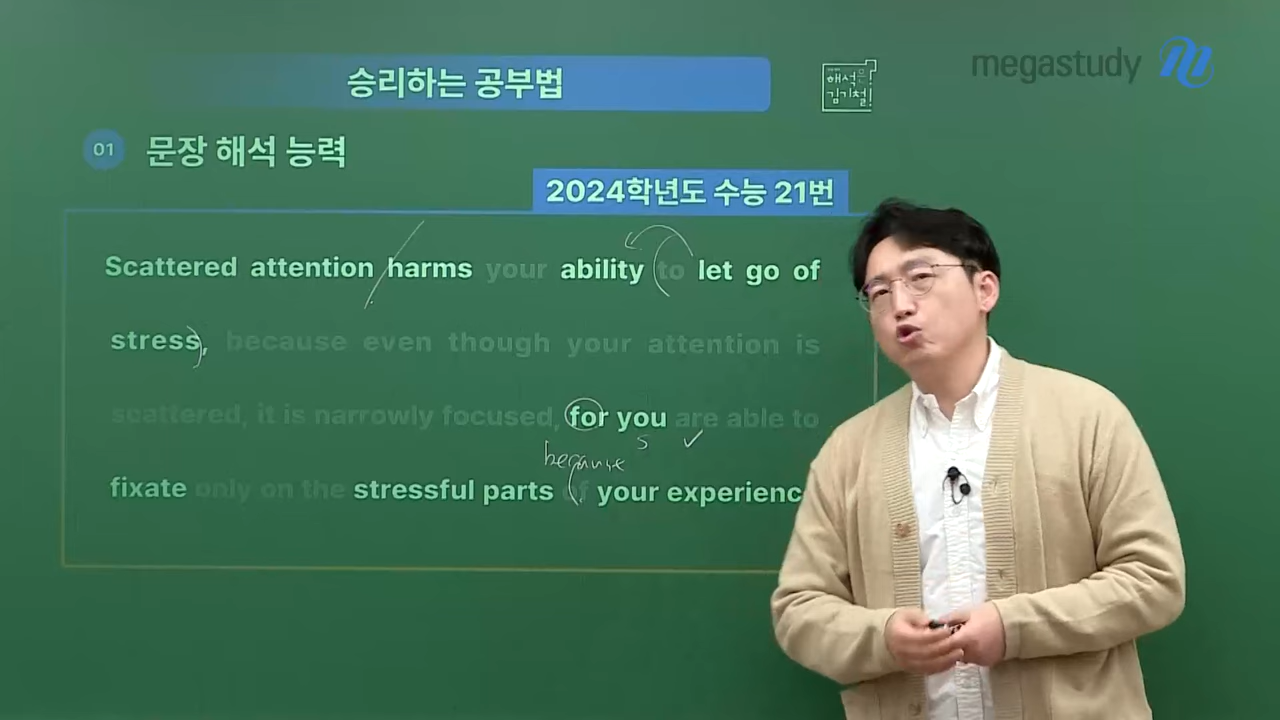 megastudy
승리하는 공부법
해석은!
김기철!
01 문장 해석 능력
2024학년도 수능 21번
Scattered attention harms your ability to let go of
stress, because even though your attention is
scattered, it is narrowly focused, for you are able to
S
because
fixate only on the stressful parts of your experienc